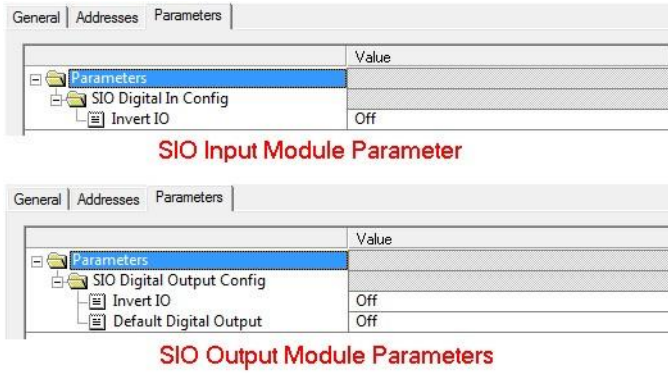 General Addresses Parameters
Value
Parameters
SIO Digital In Config
Invert IO Off
SIO Input Module Parameter
General Addresses Parameters
Value
Parameters
SIO Digital Output Config
Invert IO Off
Default Digital Output Off
SIO Output Module Parameters